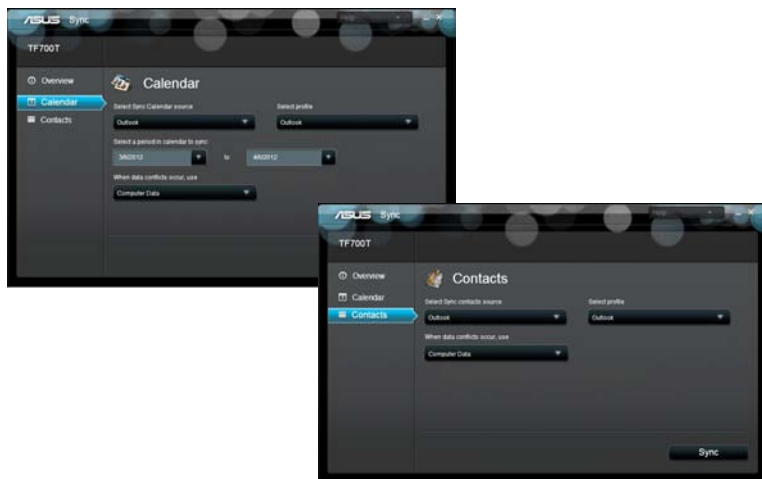 ASUS Sync
Help
TF700T
Overview
Calendar
Contacts
Calendar
Select Sync Calendar source
Select profile
Outlook
Outlook
Select a period in calendar to sync
to
When data conflicts occur, use
Computer Data
ASUS Sync
Help
TF700T
Overview
Calendar
Contacts
Contacts
Select Sync contacts source
Select profile
Outlook
Outlook
When data conflicts occur, use
Computer Data
Sync